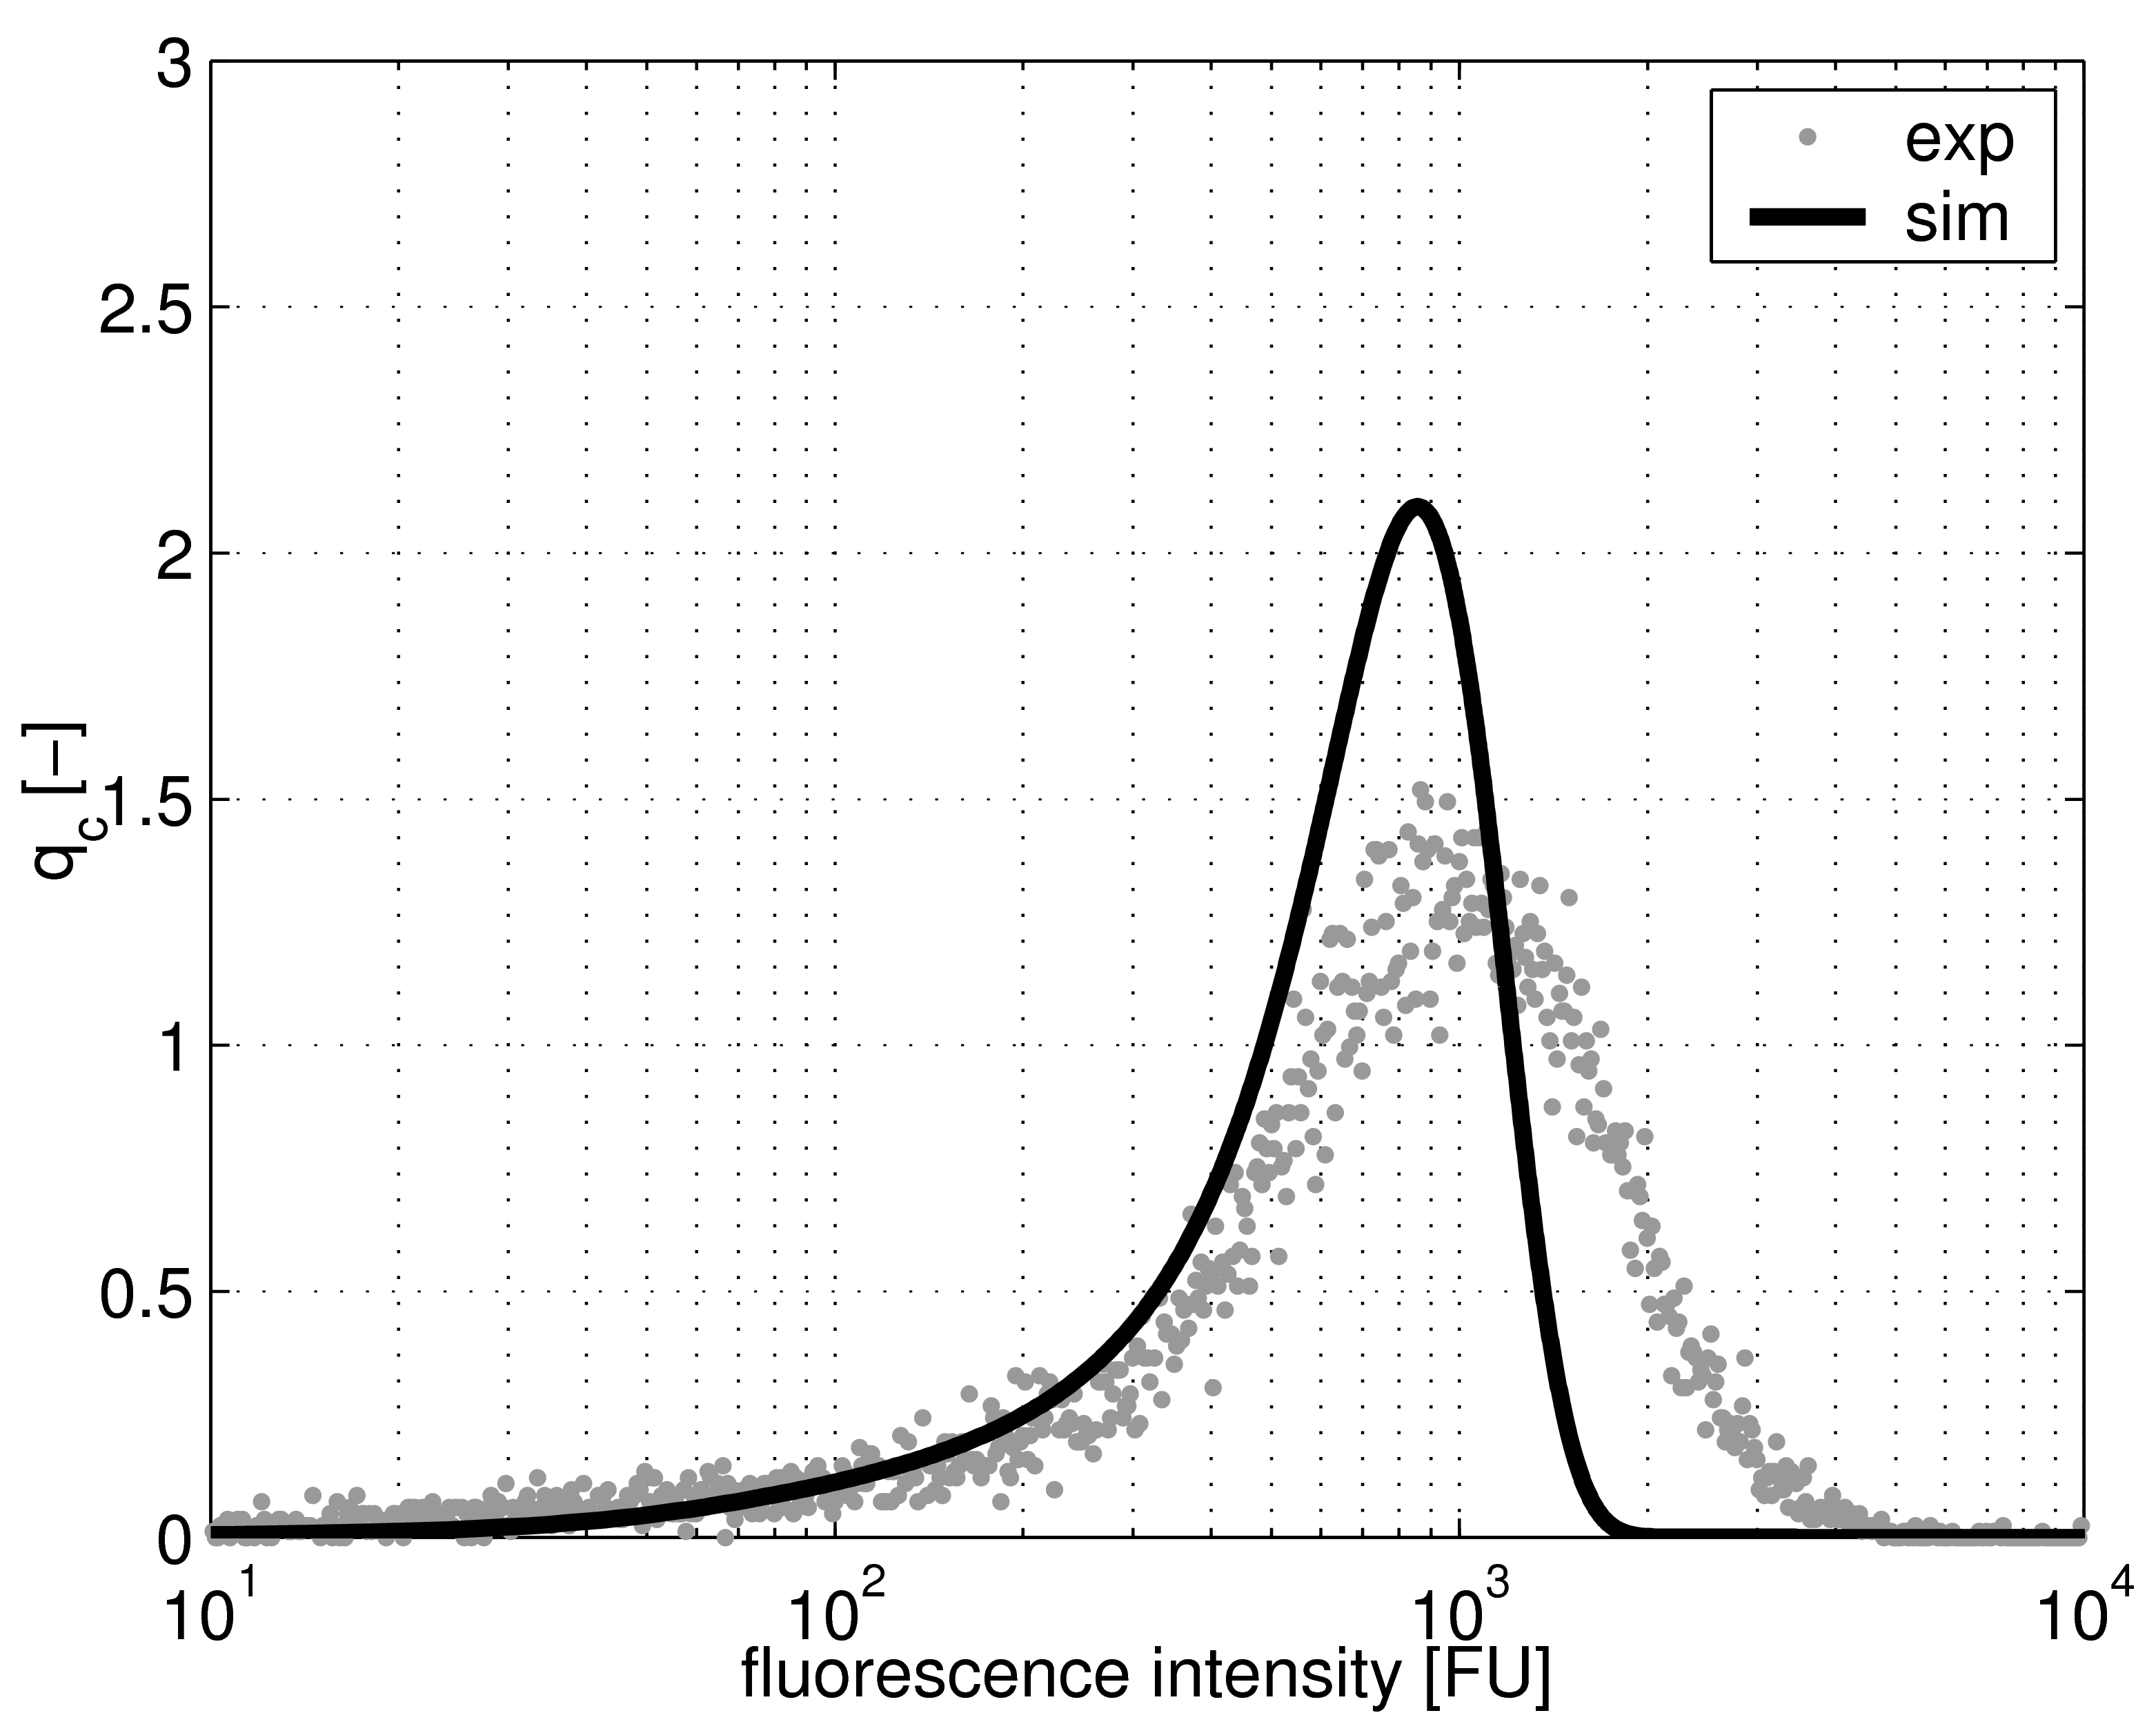 3
exp
sim
2.5
2
q_c [−]
1.5
1
0.5
0
10^1
10^2
10^3
10^4
fluorescence intensity [FU]